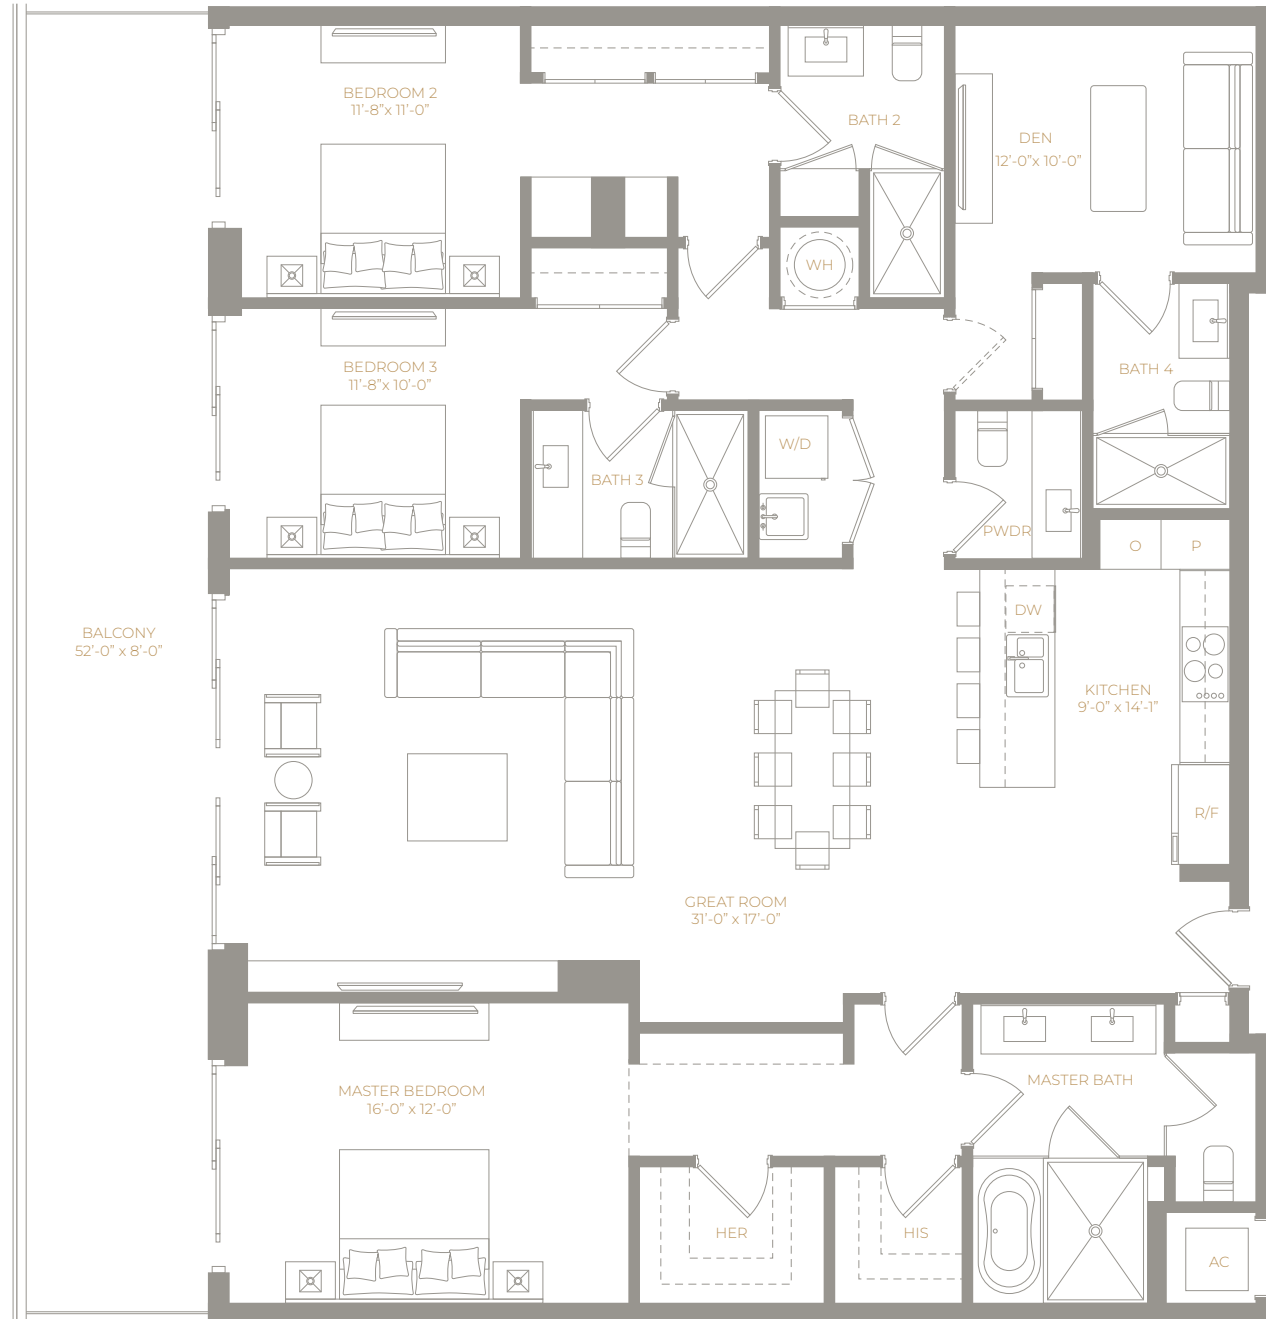 BEDROOM 2
11'-8"x 11'-0"
BATH 2
DEN
12'-0"x 10'-0"
WH
BEDROOM 3
11'-8"x 10'-0"
BATH 4
W/D
BATH 3
PWDR
O
P
DW
BALCONY
52'-0" x 8'-0"
KITCHEN
9'-0" x 14'-1"
R/F
GREAT ROOM
31'-0" x 17'-0"
MASTER BEDROOM
16'-0" x 12'-0"
MASTER BATH
HER
HIS
AC